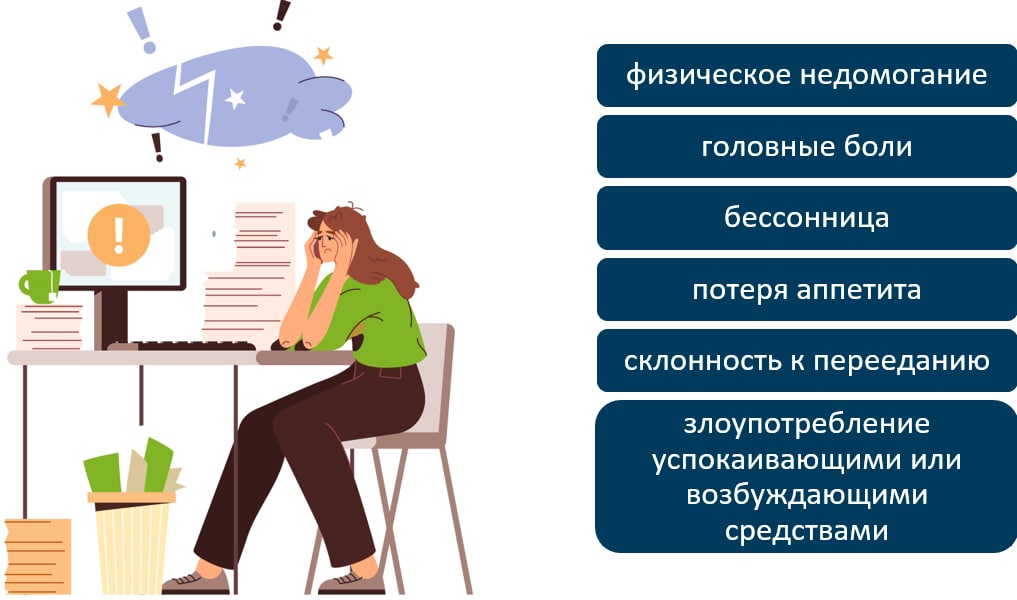 физическое недомогание
головные боли
бессонница
потеря аппетита
склонность к перееданию
злоупотребление
успокаивающими или
возбуждающими
средствами